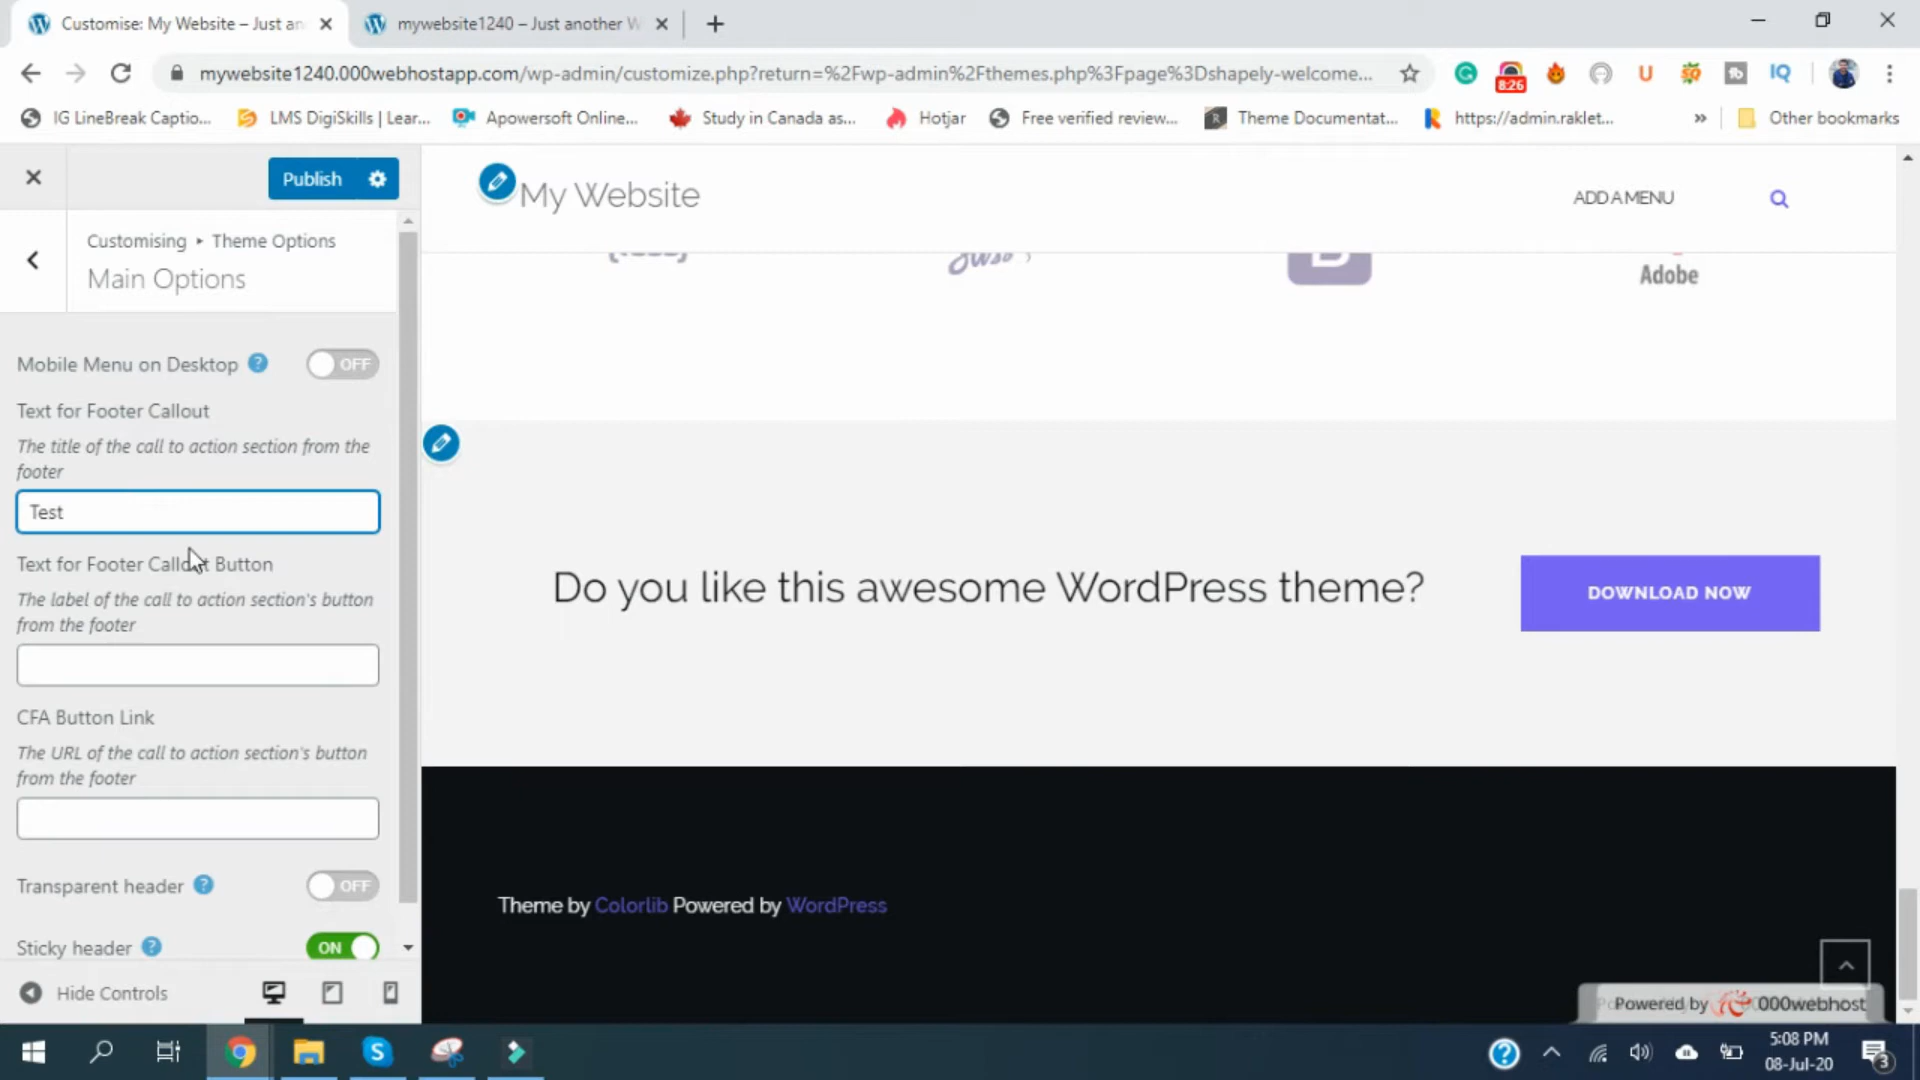 Customise: My Website – Just an
mywebsite1240 – Just another W
mywebsite1240.000webhostapp.com/wp-admin/customize.php?return=%2Fwp-admin%2Fthemes.php%3Fpage%3Dshapely-welcome...
8:26
IQ
IG LineBreak Captio...
LMS DigiSkills | Lear...
Apowersoft Online...
Study in Canada as...
Hotjar
Free verified review...
Theme Documentat...
https://admin.raklet...
»
Other bookmarks
Publish
My Website
ADD A MENU
Customising ▸ Theme Options
Main Options
Adobe
Mobile Menu on Desktop
OFF
Text for Footer Callout
The title of the call to action section from the
footer
Test
Text for Footer Callout Button
The label of the call to action section's button
from the footer
CFA Button Link
The URL of the call to action section's button
from the footer
Transparent header
OFF
Sticky header
ON
Hide Controls
Do you like this awesome WordPress theme?
DOWNLOAD NOW
Theme by Colorlib Powered by WordPress
Powered by 000webhost
5:08 PM
08-Jul-20
3